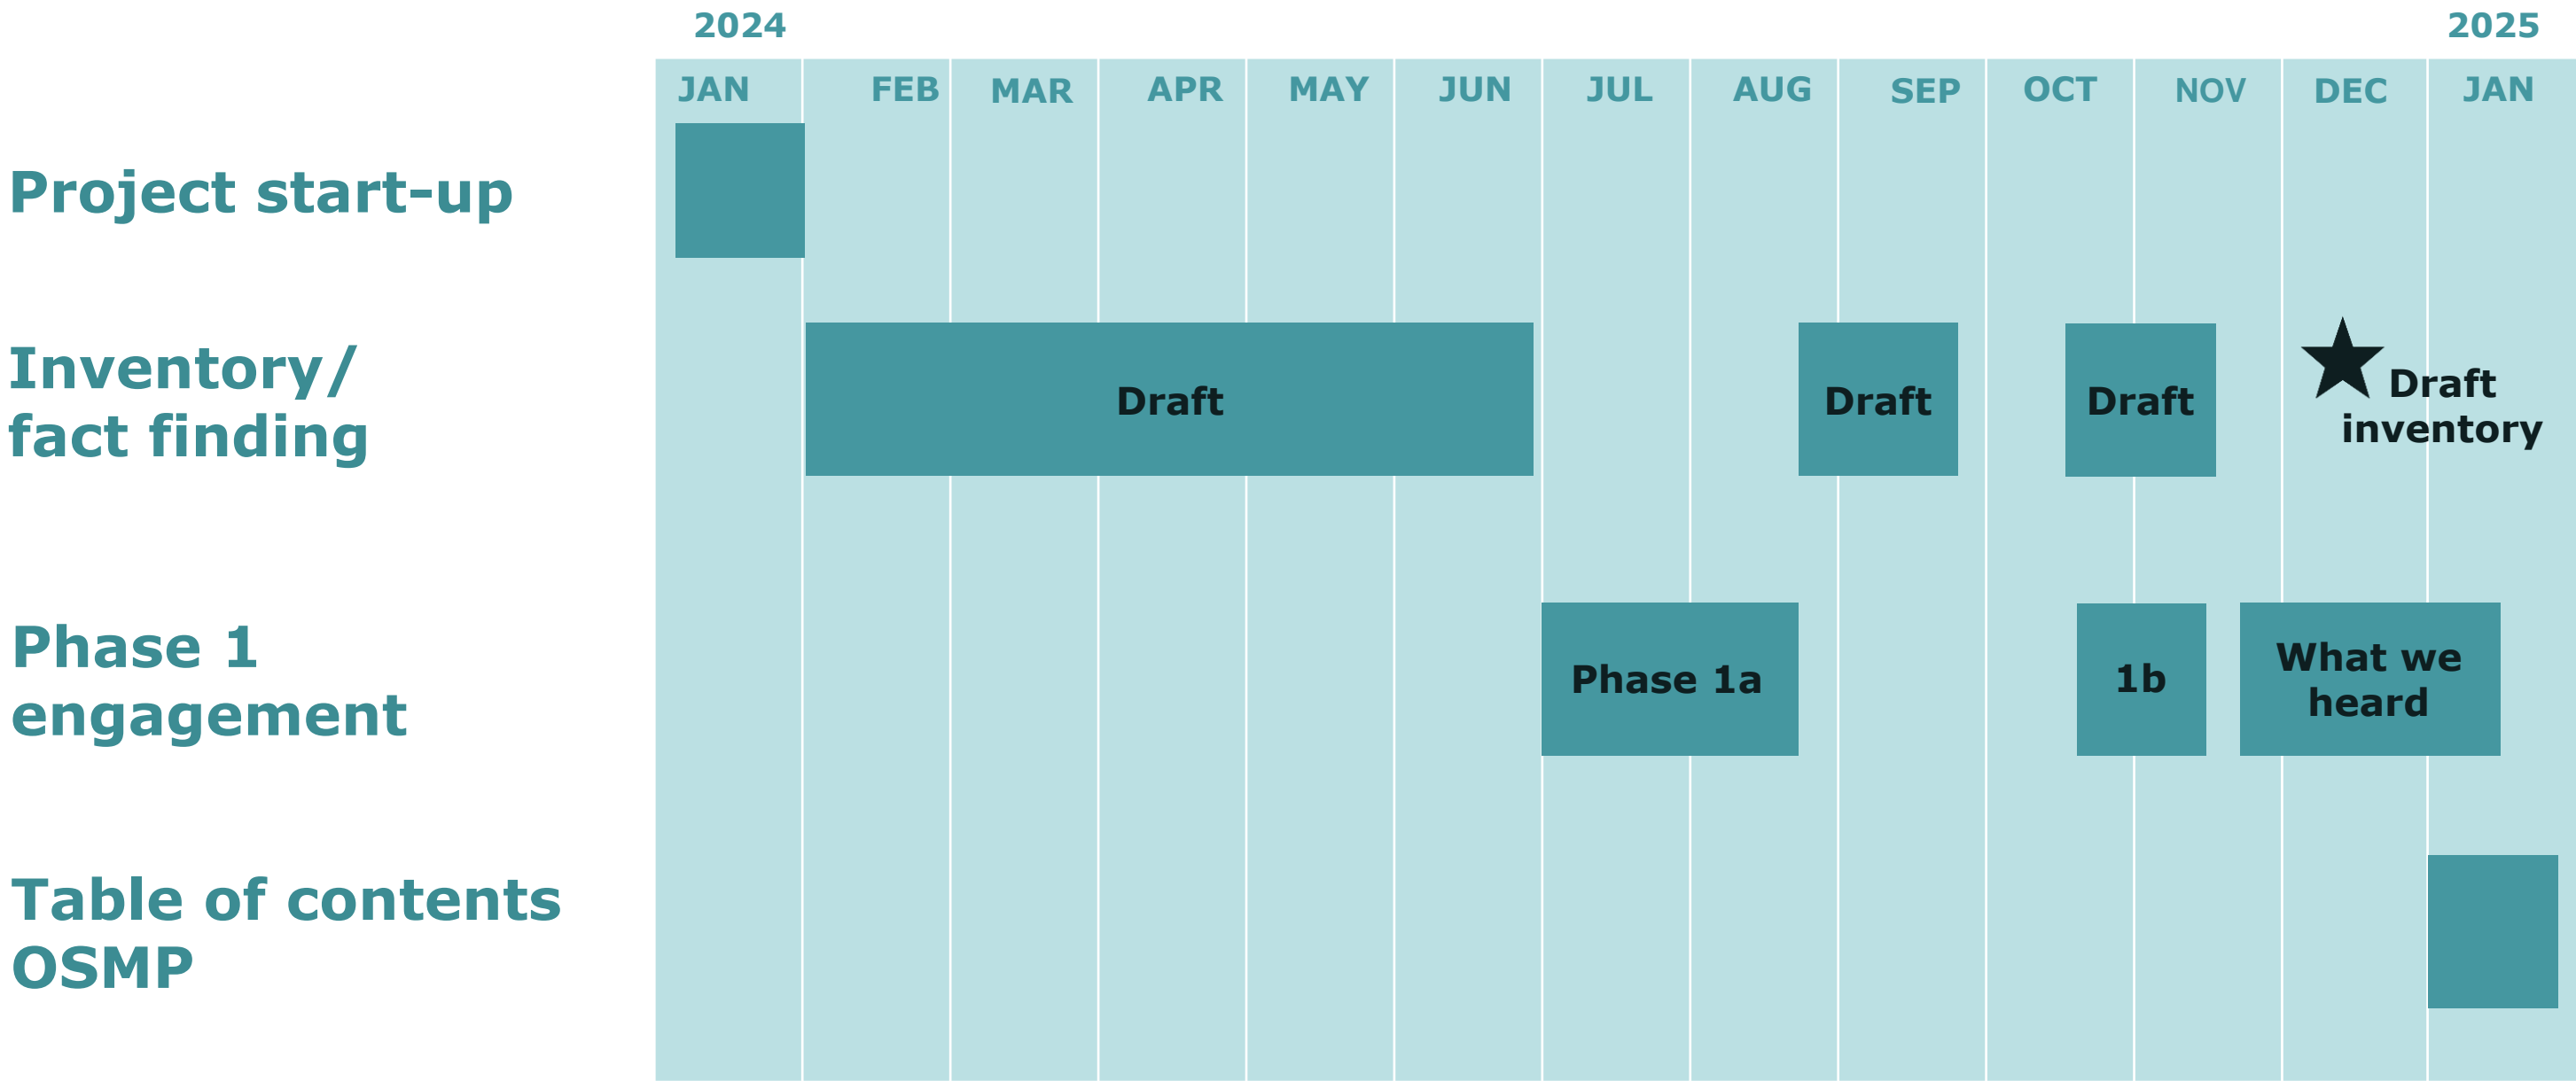 2024 2025
JAN FEB MAR APR MAY JUN JUL AUG SEP OCT NOV DEC JAN
Project start-up
Inventory/
fact finding
Draft
Draft
Draft
Draft
inventory
Phase 1
engagement
Phase 1a
1b
What we
heard
Table of contents
OSMP